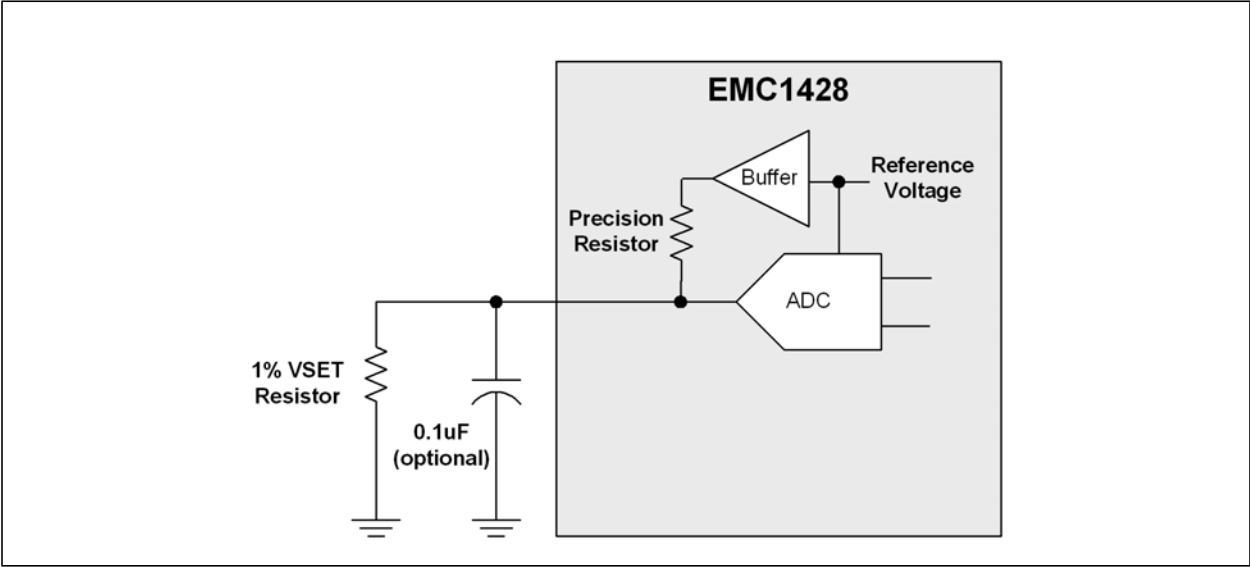 EMC1428
Buffer
Reference
Voltage
Precision
Resistor
ADC
1% VSET
Resistor
0.1uF
(optional)